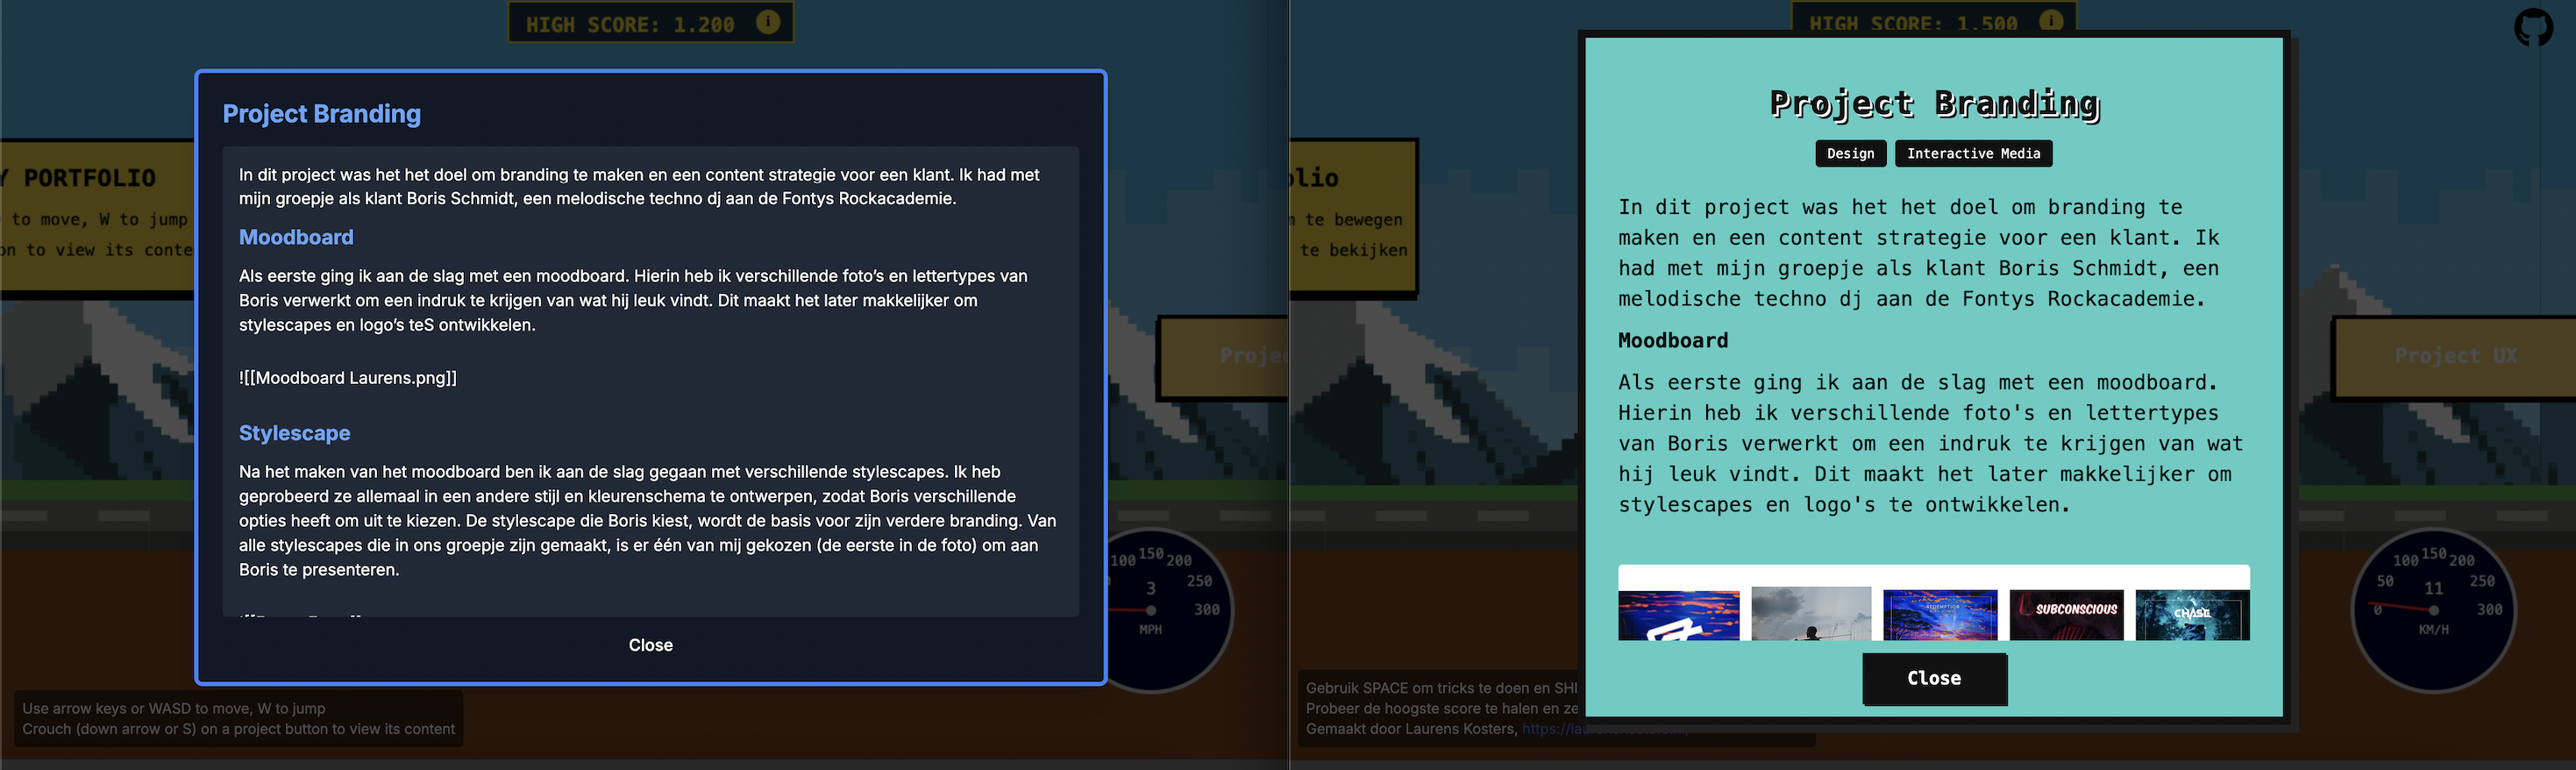 HIGH SCORE: 1.200 i
Project Branding
In dit project was het het doel om branding te maken en een content strategie voor een klant. Ik had met
mijn groepje als klant Boris Schmidt, een melodische techno dj aan de Fontys Rockacademie.
Moodboard
Als eerste ging ik aan de slag met een moodboard. Hierin heb ik verschillende foto’s en lettertypes van
Boris verwerkt om een indruk te krijgen van wat hij leuk vindt. Dit maakt het later makkelijker om
stylescapes en logo’s teS ontwikkelen.
![[Moodboard Laurens.png]]
Stylescape
Na het maken van het moodboard ben ik aan de slag gegaan met verschillende stylescapes. Ik heb
geprobeerd ze allemaal in een andere stijl en kleurenschema te ontwerpen, zodat Boris verschillende
opties heeft om uit te kiezen. De stylescape die Boris kiest, wordt de basis voor zijn verdere branding. Van
alle stylescapes die in ons groepje zijn gemaakt, is er één van mij gekozen (de eerste in de foto) om aan
Boris te presenteren.
Close
Y PORTFOLIO
to move, W to jump
on to view its conte
Projec
100 150 200
250
300
3
MPH
Use arrow keys or WASD to move, W to jump
Crouch (down arrow or S) on a project button to view its content
HIGH SCORE: 1.500 i
Project Branding
Design
Interactive Media
In dit project was het het doel om branding te
maken en een content strategie voor een klant. Ik
had met mijn groepje als klant Boris Schmidt, een
melodische techno dj aan de Fontys Rockacademie.
Moodboard
Als eerste ging ik aan de slag met een moodboard.
Hierin heb ik verschillende foto's en lettertypes
van Boris verwerkt om een indruk te krijgen van wat
hij leuk vindt. Dit maakt het later makkelijker om
stylescapes en logo's te ontwikkelen.
REDEMPTION
SUBCONSCIOUS
CHASE
Close
olio
te bewegen
te bekijken
Project UX
0 50 100 150 200 250 300
11
KM/H
Gebruik SPACE om tricks te doen en SHI
Probeer de hoogste score te halen en ze
Gemaakt door Laurens Kosters,